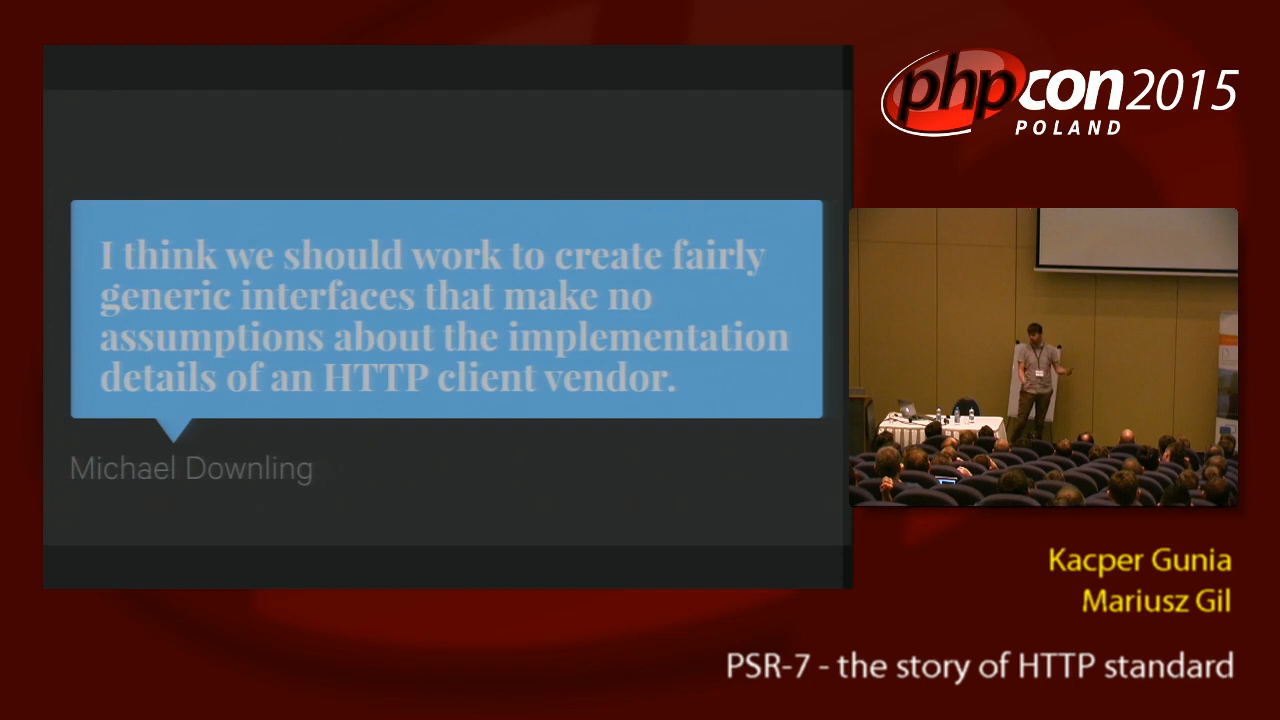 phpcon2015
POLAND
I think we should work to create fairly
generic interfaces that make no
assumptions about the implementation
details of an HTTP client vendor.
Michael Downling
Kacper Gunia
Mariusz Gil
PSR-7 - the story of HTTP standard